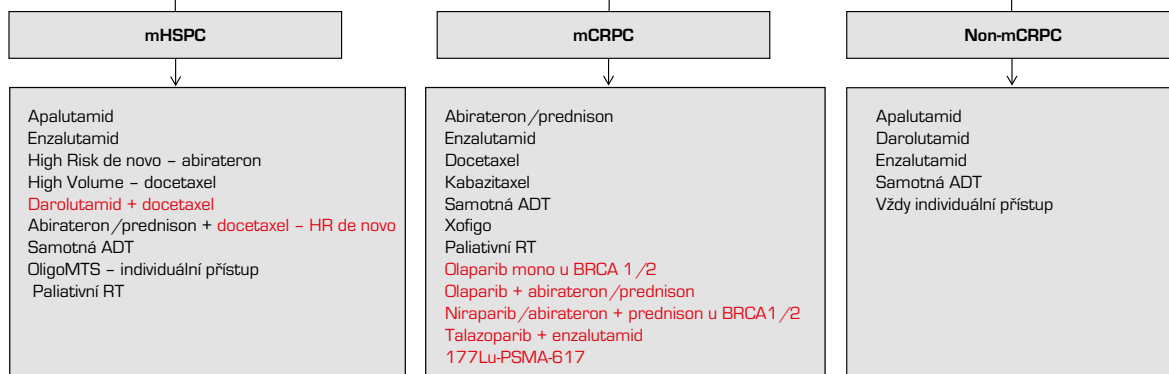 mHSPC
Apalutamid
Enzalutamid
High Risk de novo – abirateron
High Volume – docetaxel
Darolutamid + docetaxel
Abirateron/prednison + docetaxel – HR de novo
Samotná ADT
OligoMTS – individuální přístup
Paliativní RT
mCRPC
Abirateron/prednison
Enzalutamid
Docetaxel
Kabazitaxel
Samotná ADT
Xofigo
Paliativní RT
Olaparib mono u BRCA 1/2
Olaparib + abirateron/prednison
Niraparib/abirateron + prednison u BRCA1/2
Talazoparib + enzalutamid
177Lu-PSMA-617
Non-mCRPC
Apalutamid
Darolutamid
Enzalutamid
Samotná ADT
Vždy individuální přístup